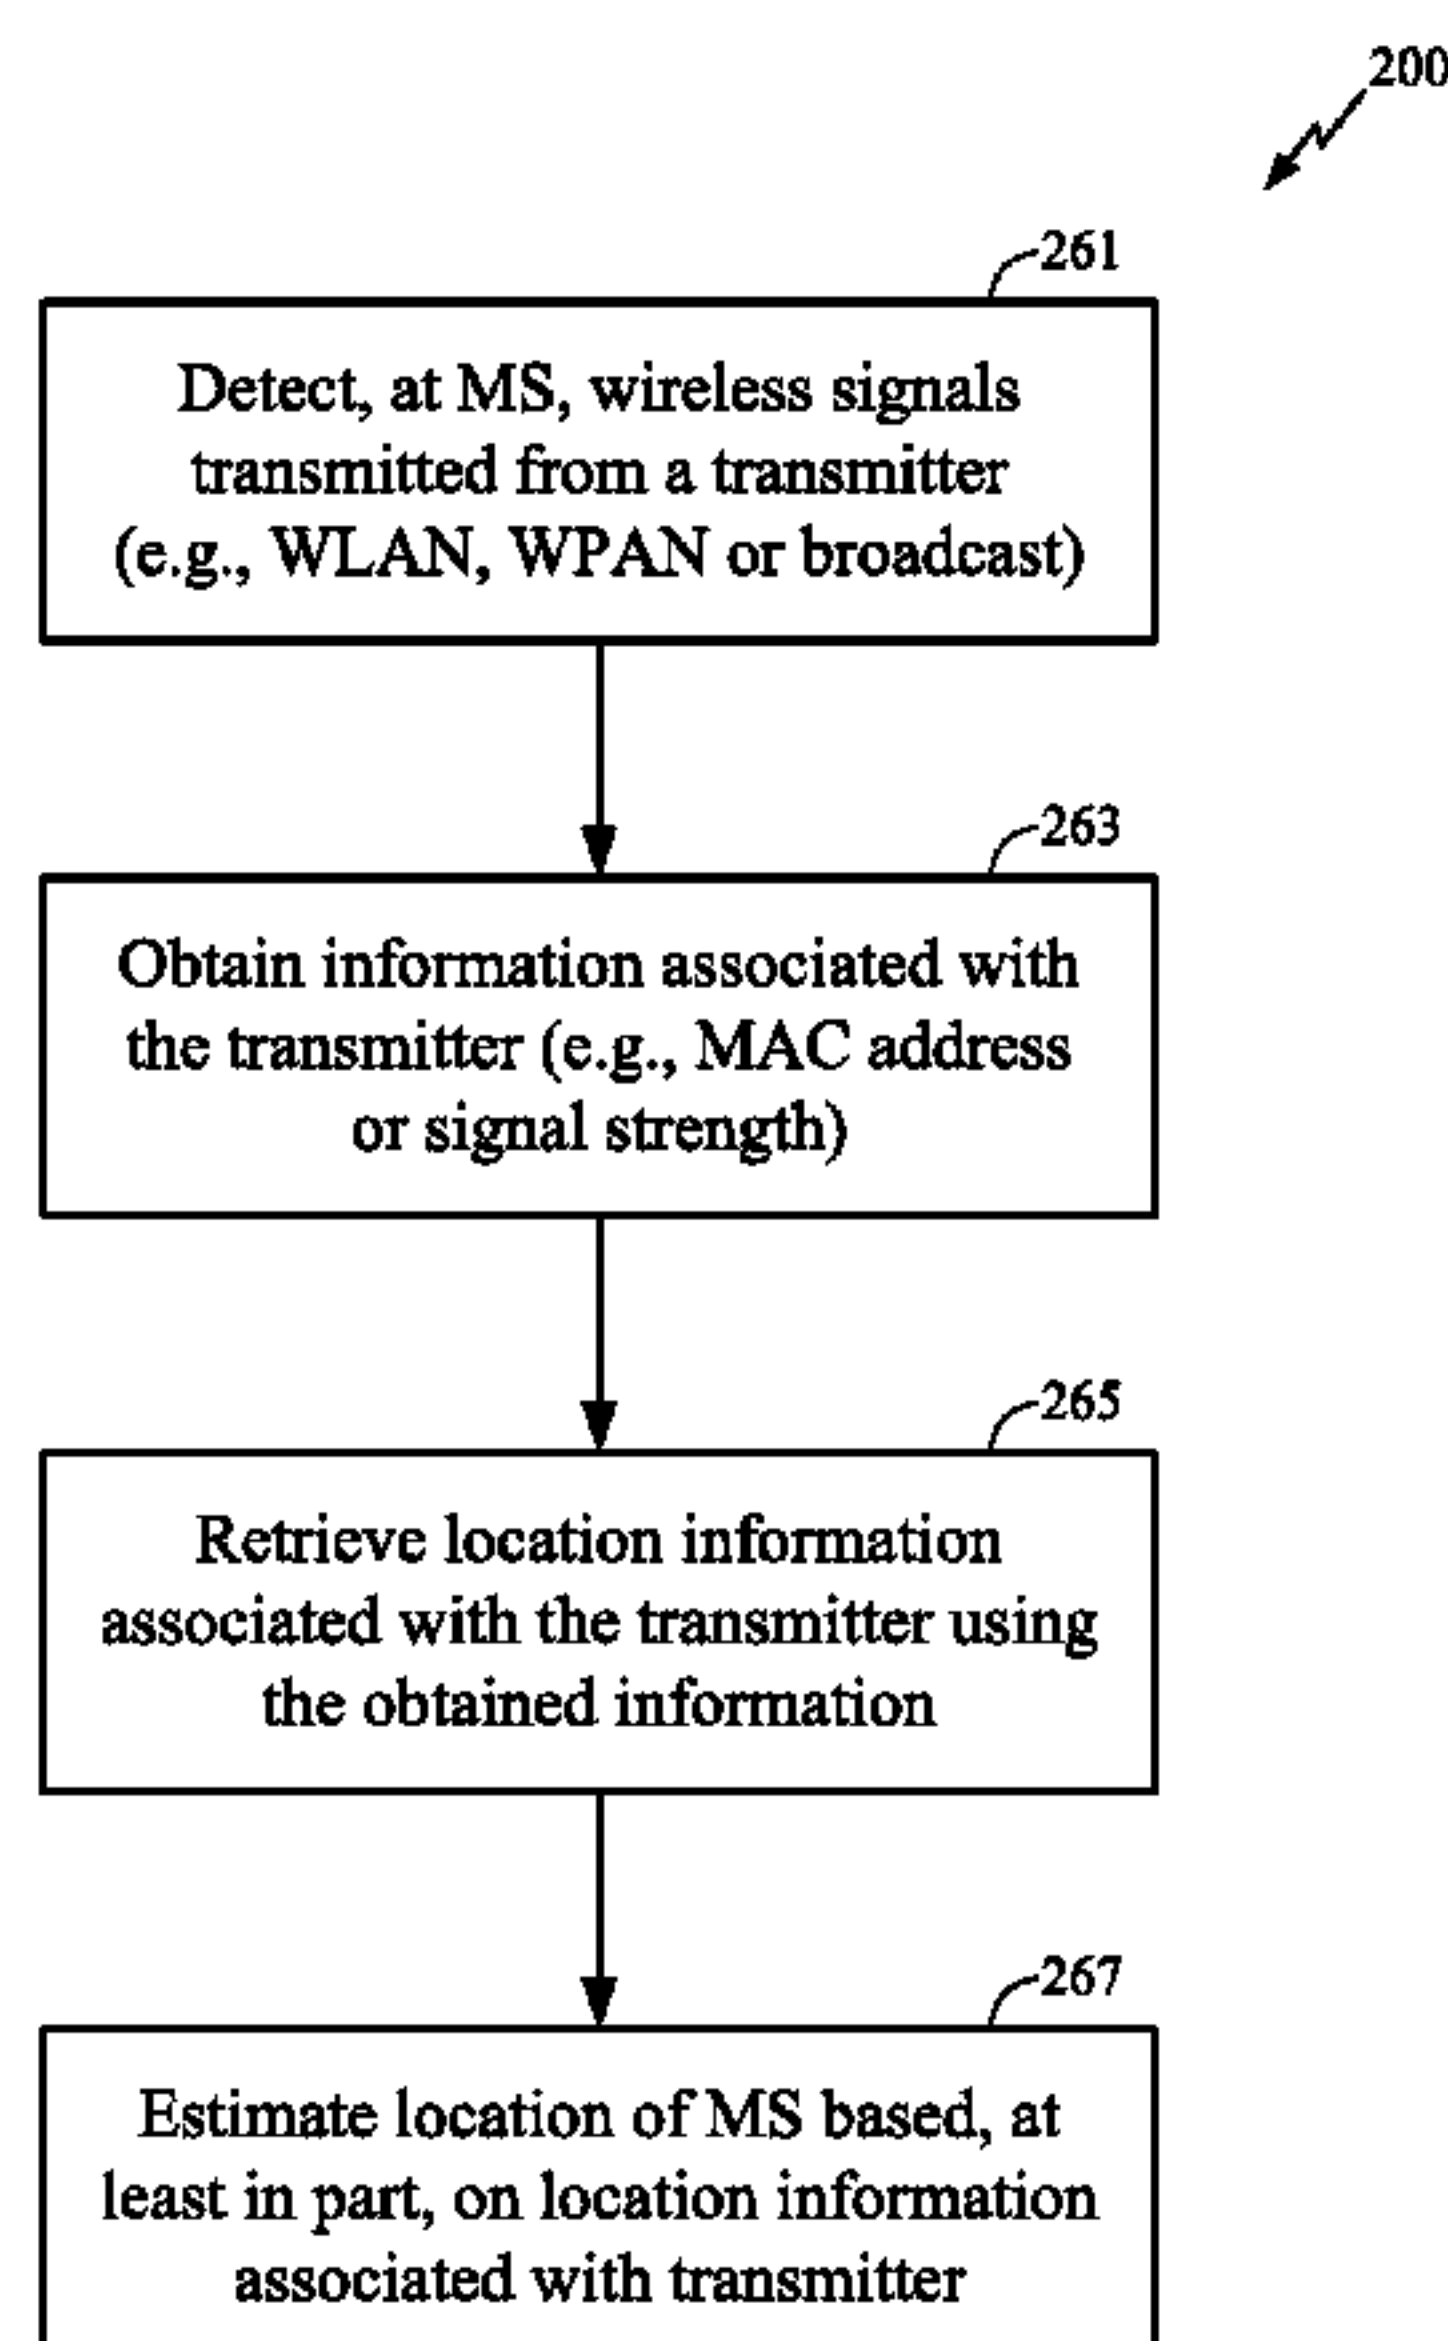 200
261
Detect, at MS, wireless signals
transmitted from a transmitter
(e.g., WLAN, WPAN or broadcast)
263
Obtain information associated with
the transmitter (e.g., MAC address
or signal strength)
265
Retrieve location information
associated with the transmitter using
the obtained information
267
Estimate location of MS based, at
least in part, on location information
associated with transmitter